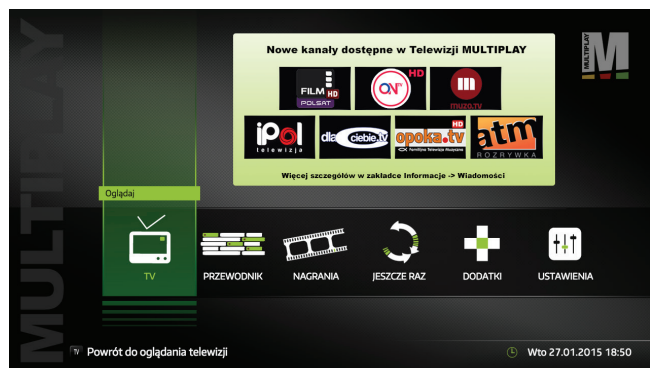 MULTIPLAY
Nowe kanały dostępne w Telewizji MULTIPLAY
MULTIPLAY
M
FILM HD
POLSAT
ONTV HD
m
muzo.tv
iPol
telewizja
dla ciebie.tv
opoka.tv HD
Familijna Telewizja Muzyczna
atm
ROZRYWKA
Więcej szczegółów w zakładce Informacje -> Wiadomości
Oglądaj
TV
PRZEWODNIK
NAGRANIA
JESZCZE RAZ
DODATKI
USTAWIENIA
TV Powrót do oglądania telewizji
Wto 27.01.2015 18:50